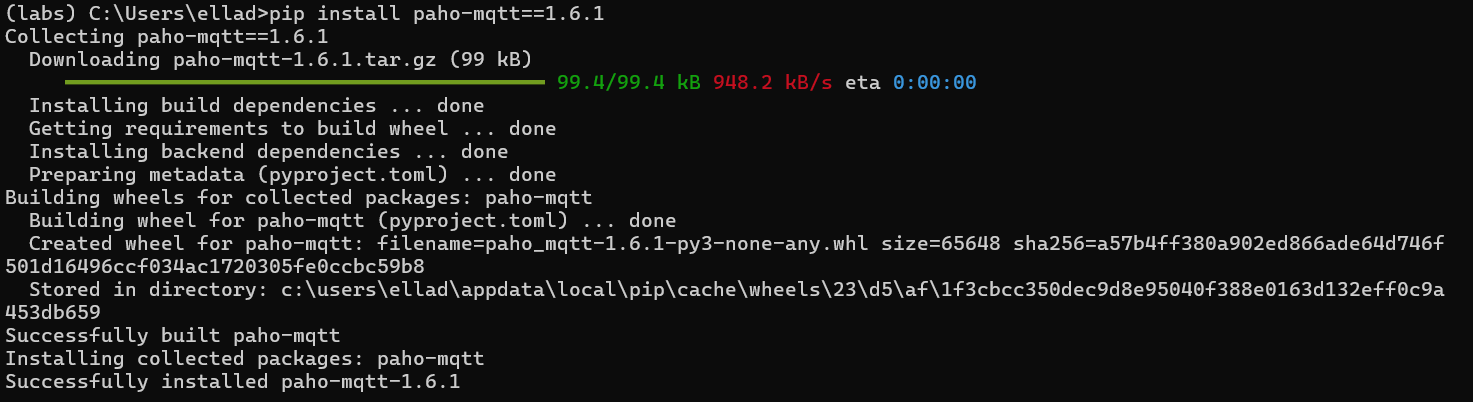 (labs) C:\Users\ellad>pip install paho-mqtt==1.6.1
Collecting paho-mqtt==1.6.1
  Downloading paho-mqtt-1.6.1.tar.gz (99 kB)
     99.4/99.4 kB 948.2 kB/s eta 0:00:00
  Installing build dependencies ... done
  Getting requirements to build wheel ... done
  Installing backend dependencies ... done
  Preparing metadata (pyproject.toml) ... done
Building wheels for collected packages: paho-mqtt
  Building wheel for paho-mqtt (pyproject.toml) ... done
  Created wheel for paho-mqtt: filename=paho_mqtt-1.6.1-py3-none-any.whl size=65648 sha256=a57b4ff380a902ed866ade64d746f
501d16496ccf034ac1720305fe0ccbc59b8
  Stored in directory: c:\users\ellad\appdata\local\pip\cache\wheels\23\d5\af\1f3cbcc350dec9d8e95040f388e0163d132eff0c9a
453db659
Successfully built paho-mqtt
Installing collected packages: paho-mqtt
Successfully installed paho-mqtt-1.6.1